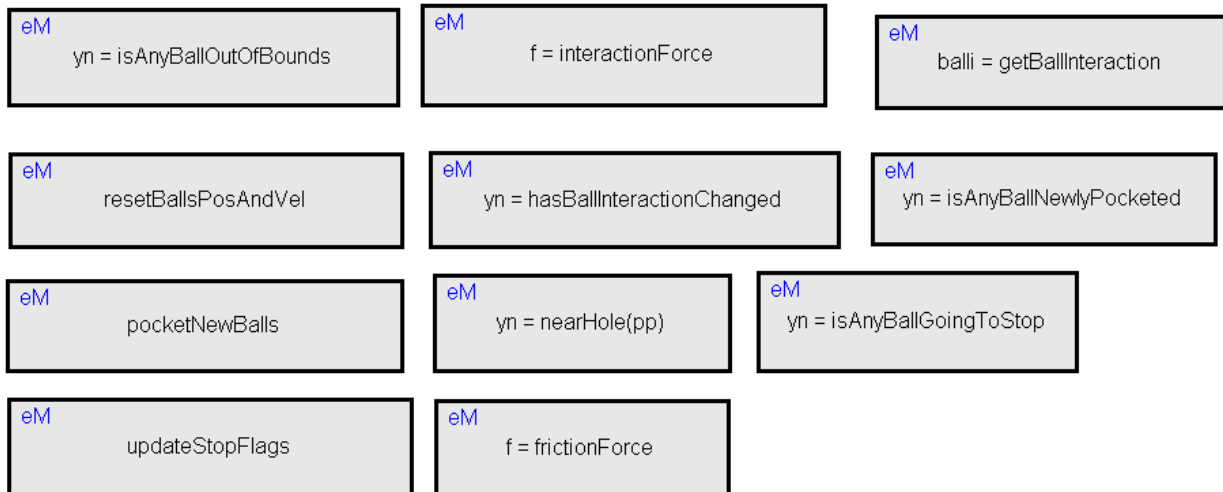 eM
yn = isAnyBallOutOfBounds
eM
f = interactionForce
eM
balli = getBallInteraction
eM
resetBallsPosAndVel
eM
yn = hasBallInteractionChanged
eM
yn = isAnyBallNewlyPocketed
eM
pocketNewBalls
eM
yn = nearHole(pp)
eM
yn = isAnyBallGoingToStop
eM
updateStopFlags
eM
f = frictionForce